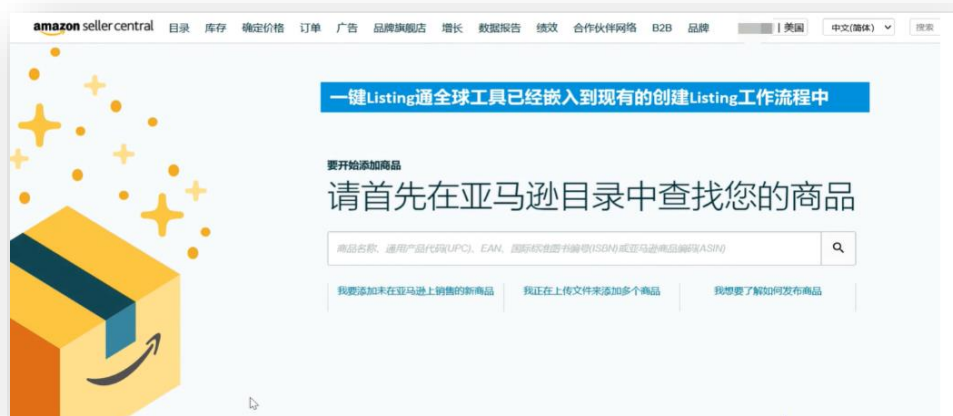 amazon seller central 目录 库存 确定价格 订单 广告 品牌旗舰店 增长 数据报告 绩效 合作伙伴网络 B2B 品牌 | 美国 中文(简体) 搜索
一键Listing通全球工具已经嵌入到现有的创建Listing工作流程中
要开始添加商品
请首先在亚马逊目录中查找您的商品
商品名称、通用产品代码(UPC)、EAN、国际标准图书编号(ISBN)或亚马逊商品编码(ASIN)
我要添加未在亚马逊上销售的新商品 我正在上传文件来添加多个商品 我想要了解如何发布商品